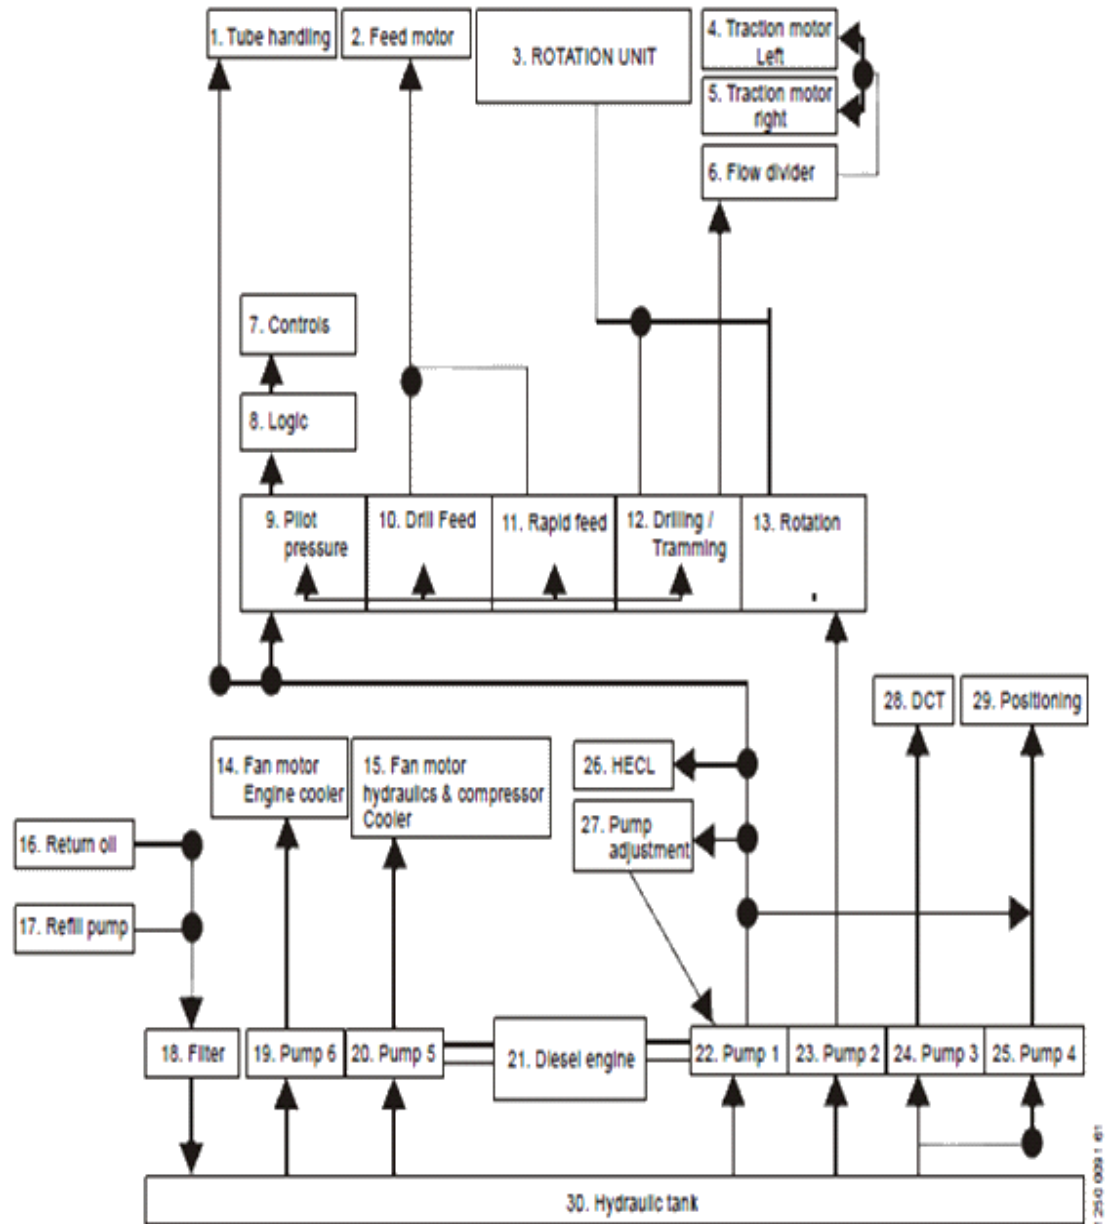 1. Tube handling
2. Feed motor
3. ROTATION UNIT
4. Traction motor
Left
5. Traction motor
right
6. Flow divider
7. Controls
8. Logic
9. Pilot
pressure
10. Drill Feed
11. Rapid feed
12. Drilling /
Tramming
13. Rotation
28. DCT
29. Positioning
14. Fan motor
Engine cooler
15. Fan motor
hydraulics & compressor
Cooler
26. HECL
27. Pump
adjustment
16. Return oil
17. Refill pump
18. Filter
19. Pump 6
20. Pump 5
21. Diesel engine
22. Pump 1
23. Pump 2
24. Pump 3
25. Pump 4
30. Hydraulic tank